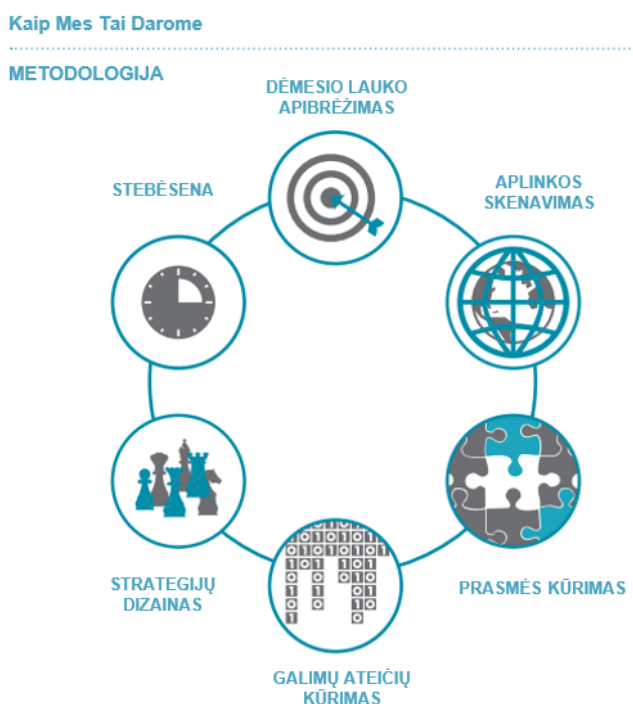 Kaip Mes Tai Darome
METODOLOGIJA
DĖMESIO LAUKO
APIBRĖŽIMAS
APLINKOS
SKENAVIMAS
PRASMĖS KŪRIMAS
GALIMŲ ATEIČIŲ
KŪRIMAS
STRATEGIJŲ
DIZAINAS
STEBĖSENA